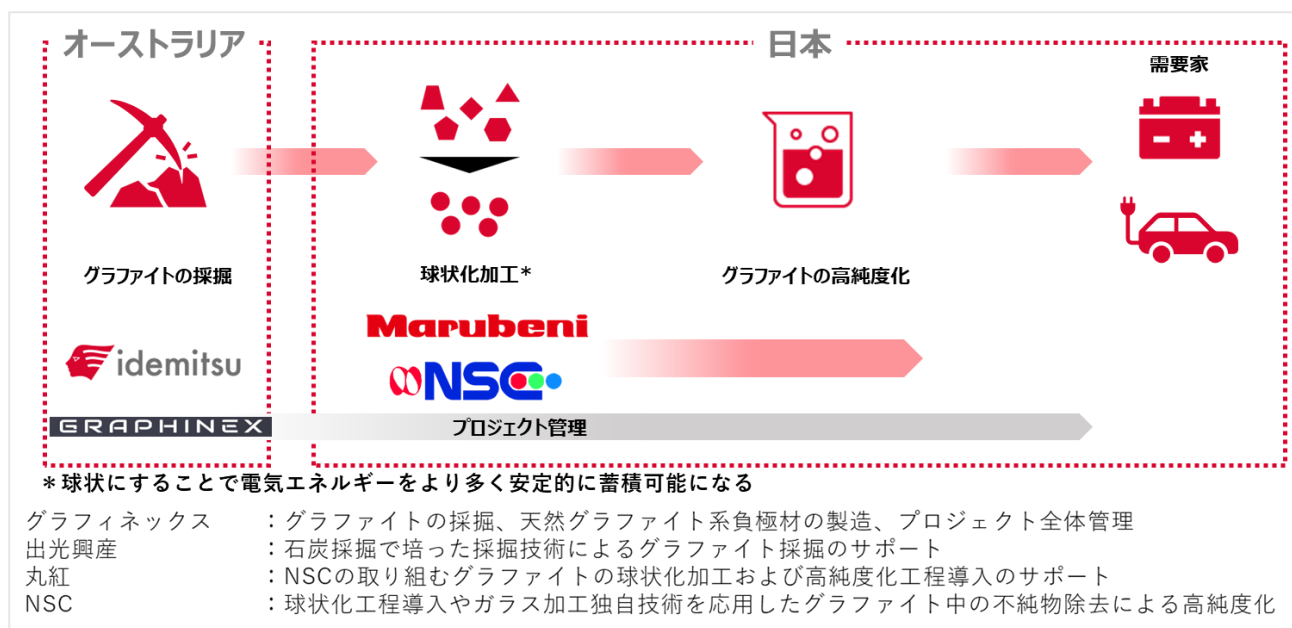 オーストラリア
日本
需要家
グラファイトの採掘
球状化加工*
グラファイトの高純度化
Marubeni
idemitsu
NSC
GRAPHINEX
プロジェクト管理
*球状にすることで電気エネルギーをより多く安定的に蓄積可能になる
グラフィネックス :グラファイトの採掘、天然グラファイト系負極材の製造、プロジェクト全体管理
出光興産 :石炭採掘で培った採掘技術によるグラファイト採掘のサポート
丸紅 :NSCの取り組むグラファイトの球状化加工および高純度化工程導入のサポート
NSC :球状化工程導入やガラス加工独自技術を応用したグラファイト中の不純物除去による高純度化